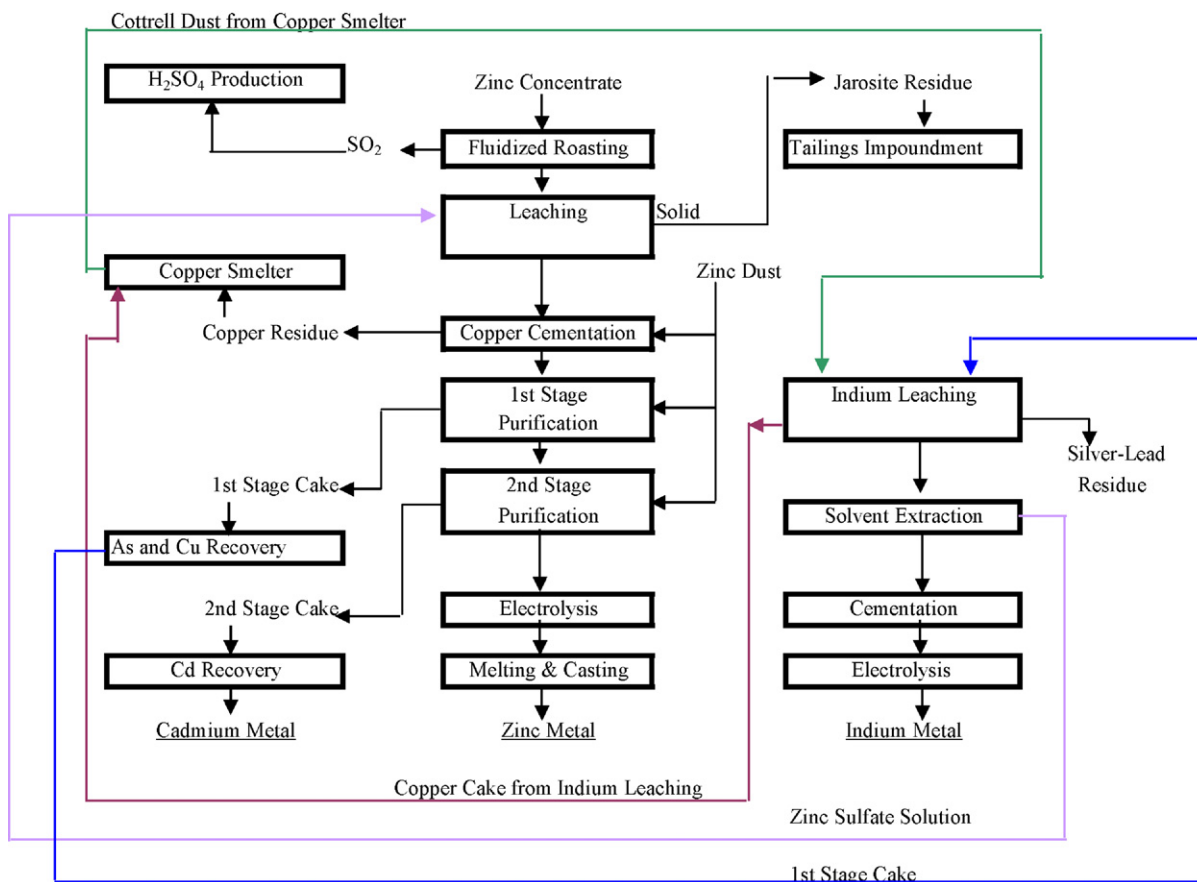 Cottrell Dust from Copper Smelter
H₂SO₄ Production
Zinc Concentrate
Jarosite Residue
SO₂
Fluidized Roasting
Tailings Impoundment
Leaching
Solid
Copper Smelter
Zinc Dust
Copper Residue
Copper Cementation
1st Stage
Purification
Indium Leaching
Silver-Lead
Residue
1st Stage Cake
2nd Stage
Purification
Solvent Extraction
As and Cu Recovery
2nd Stage Cake
Electrolysis
Cementation
Cd Recovery
Melting & Casting
Electrolysis
Cadmium Metal
Zinc Metal
Indium Metal
Copper Cake from Indium Leaching
Zinc Sulfate Solution
1st Stage Cake